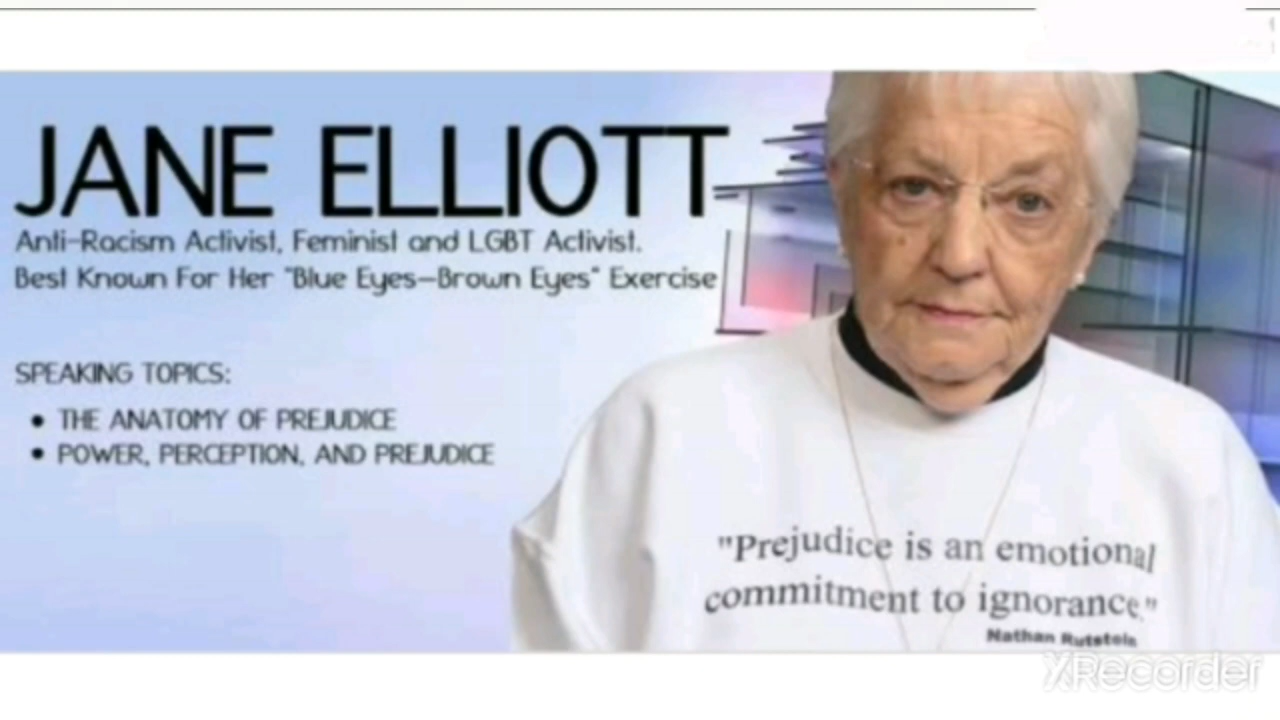 JANE ELLIOTT
Anti-Racism Activist, Feminist and LGBT Activist.
Best Known For Her "Blue Eyes-Brown Eyes" Exercise
SPEAKING TOPICS:
• THE ANATOMY OF PREJUDICE
• POWER, PERCEPTION, AND PREJUDICE
"Prejudice is an emotional
commitment to ignorance."
Nathan Rutstein
XRecorder